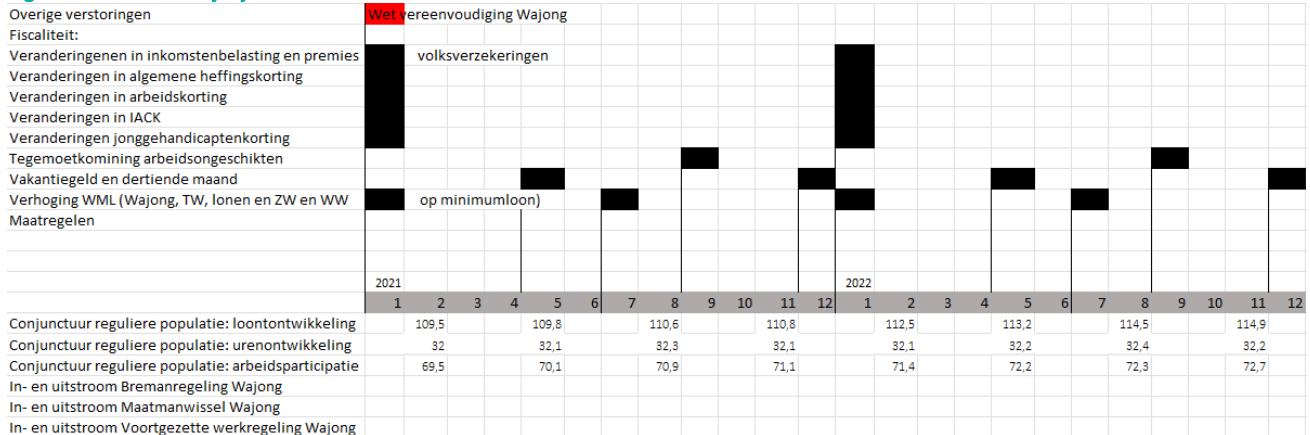 Overige verstoringen Wet vereenvoudiging Wajong
Fiscaliteit:
Veranderingenen in inkomstenbelasting en premies volksverzekeringen
Veranderingen in algemene heffingskorting
Veranderingen in arbeidskorting
Veranderingen in IACK
Veranderingen jonggehandicaptenkorting
Tegemoetkomining arbeidsongeschikten
Vakantiegeld en dertiende maand
Verhoging WML (Wajong, TW, lonen en ZW en WW op minimumloon)
Maatregelen
2021 2022
1 2 3 4 5 6 7 8 9 10 11 12 1 2 3 4 5 6 7 8 9 10 11 12
Conjunctuur reguliere populatie: loontontwikkeling 109,5 109,8 110,6 110,8 112,5 113,2 114,5 114,9
Conjunctuur reguliere populatie: urenontwikkeling 32 32,1 32,3 32,1 32,1 32,2 32,4 32,2
Conjunctuur reguliere populatie: arbeidsparticipatie 69,5 70,1 70,9 71,1 71,4 72,2 72,3 72,7
In- en uitstroom Bremanregeling Wajong
In- en uitstroom Maatmanwissel Wajong
In- en uitstroom Voortgezette werkregeling Wajong